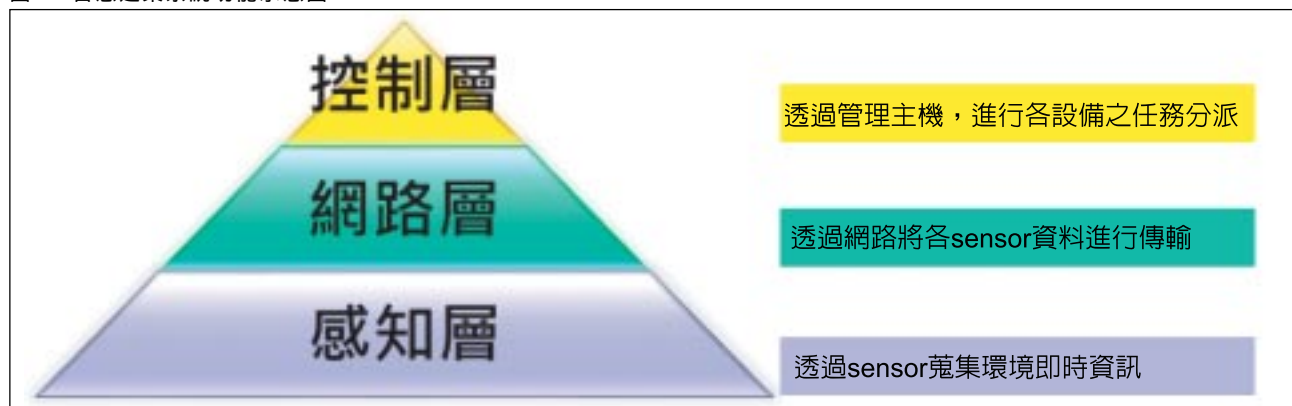 控制層
透過管理主機，進行各設備之任務分派
網路層
透過網路將各sensor資料進行傳輸
感知層
透過sensor蒐集環境即時資訊